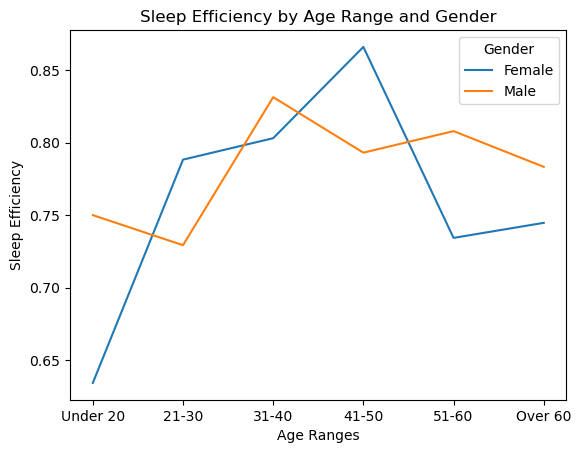 Sleep Efficiency by Age Range and Gender
Gender
Female
Male
0.85
0.80
0.75
0.70
0.65
Sleep Efficiency
Under 20 21-30 31-40 41-50 51-60 Over 60
Age Ranges